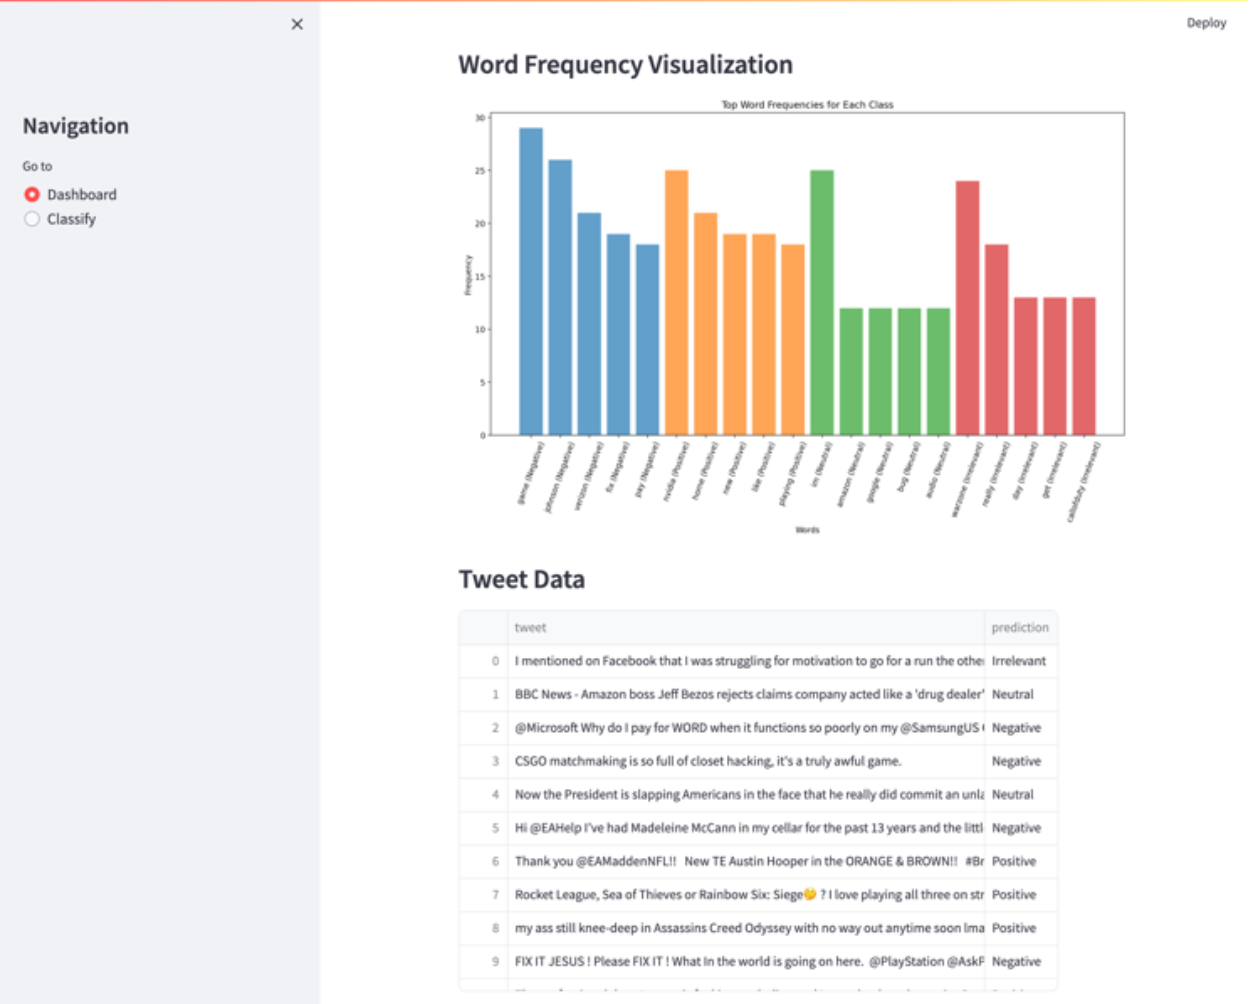 Deploy
Navigation
Go to
Dashboard
Classify
Word Frequency Visualization
Top Word Frequencies for Each Class
30
25
20
15
10
5
0
Frequency
game (Negative)
johnson (Negative)
verizon (Negative)
fix (Negative)
pay (Negative)
nvidia (Positive)
home (Positive)
new (Positive)
like (Positive)
playing (Positive)
im (Neutral)
amazon (Neutral)
google (Neutral)
bug (Neutral)
audio (Neutral)
warzone (Irrelevant)
really (Irrelevant)
day (Irrelevant)
get (Irrelevant)
callofduty (Irrelevant)
Words
Tweet Data
tweet prediction
0 I mentioned on Facebook that I was struggling for motivation to go for a run the other Irrelevant
1 BBC News - Amazon boss Jeff Bezos rejects claims company acted like a 'drug dealer' Neutral
2 @Microsoft Why do I pay for WORD when it functions so poorly on my @SamsungUS Negative
3 CSGO matchmaking is so full of closet hacking, it's a truly awful game. Negative
4 Now the President is slapping Americans in the face that he really did commit an unla Neutral
5 Hi @EAHelp I've had Madeleine McCann in my cellar for the past 13 years and the littl Negative
6 Thank you @EAMaddenNFL!! New TE Austin Hooper in the ORANGE & BROWN!! #Br Positive
7 Rocket League, Sea of Thieves or Rainbow Six: Siege🤔 ? I love playing all three on str Positive
8 my ass still knee-deep in Assassins Creed Odyssey with no way out anytime soon lma Positive
9 FIX IT JESUS ! Please FIX IT ! What In the world is going on here. @PlayStation @AskP Negative